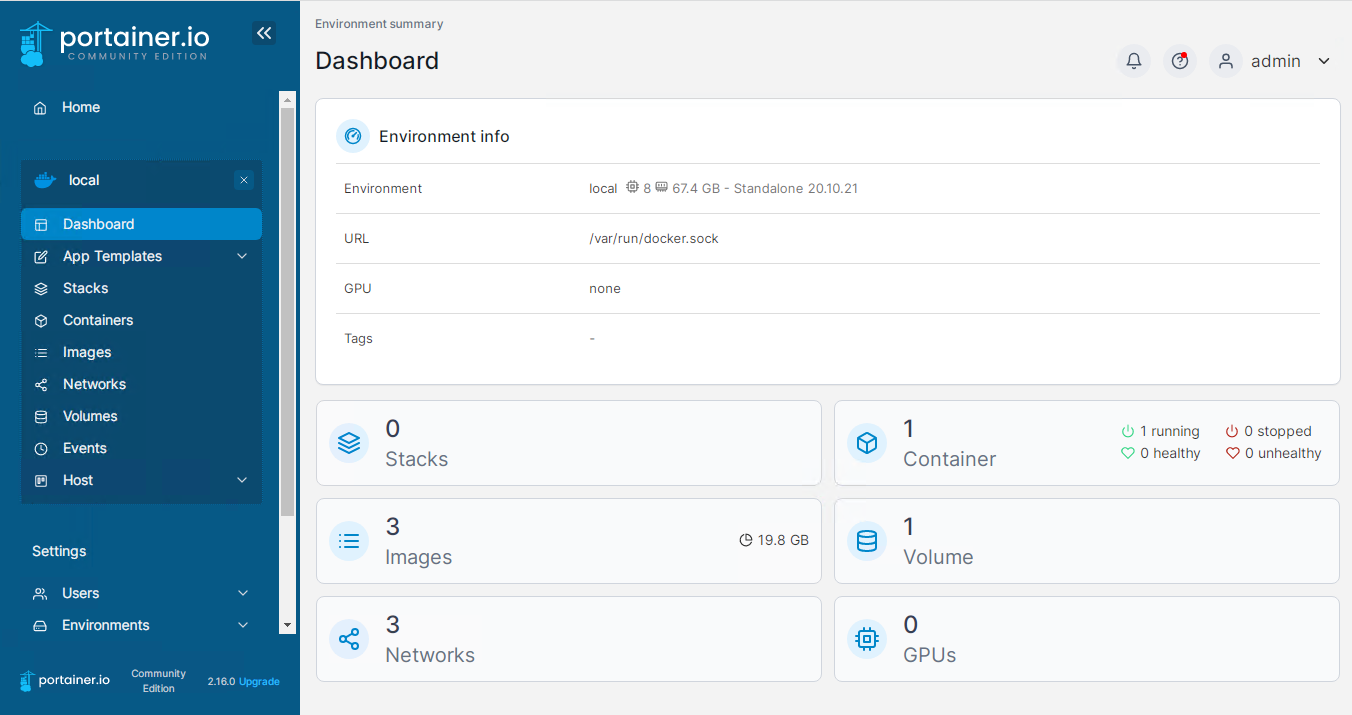 portainer.io
COMMUNITY EDITION
Home
local
Dashboard
App Templates
Stacks
Containers
Images
Networks
Volumes
Events
Host
Settings
Users
Environments
portainer.io Community Edition 2.16.0 Upgrade
Environment summary
Dashboard
admin
Environment info
Environment local 8 67.4 GB - Standalone 20.10.21
URL /var/run/docker.sock
GPU none
Tags -
0
Stacks
1
Container
1 running 0 stopped
0 healthy 0 unhealthy
3
Images
19.8 GB
1
Volume
3
Networks
0
GPUs